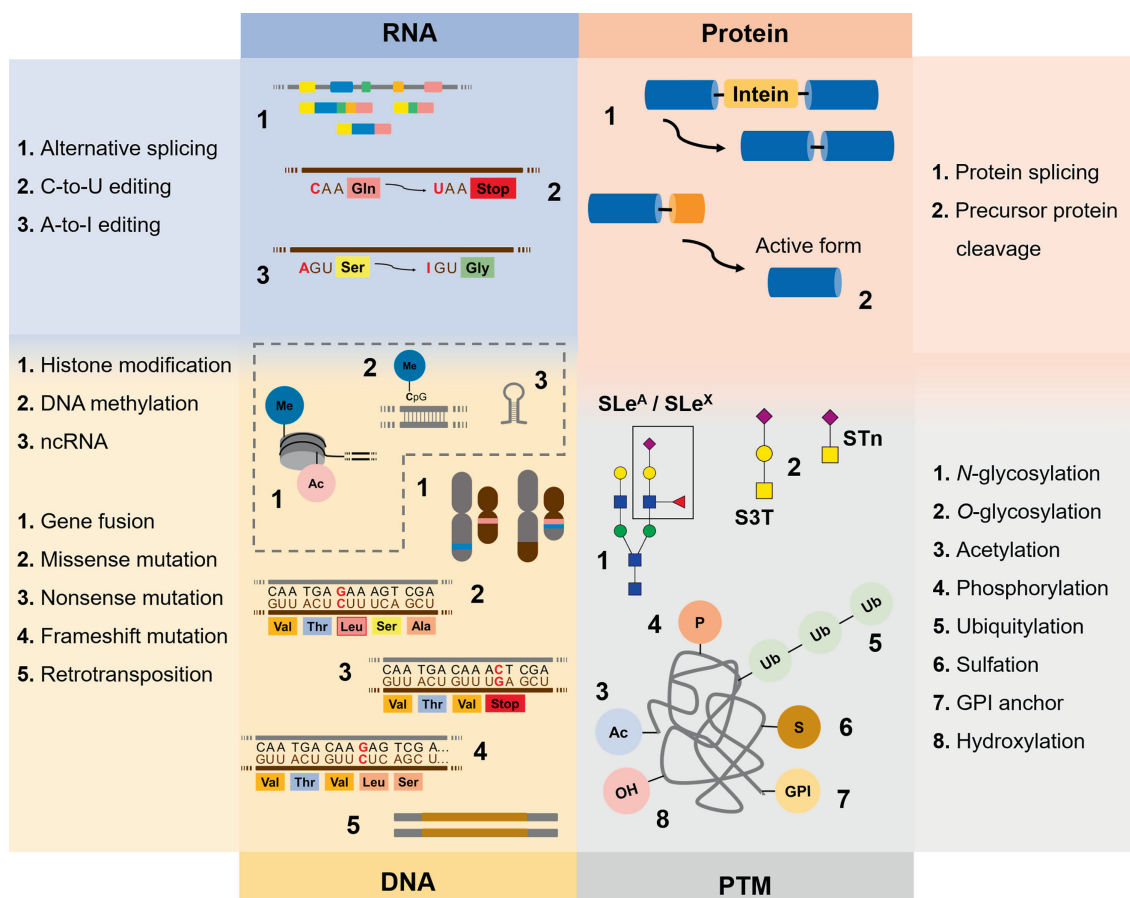 RNA
Protein
1. Alternative splicing
2. C-to-U editing
3. A-to-I editing
1
CAA Gln UAA Stop 2
3 AGU Ser IGU Gly
1 Intein
Active form
2
1. Protein splicing
2. Precursor protein
cleavage
1. Histone modification
2. DNA methylation
3. ncRNA
1. Gene fusion
2. Missense mutation
3. Nonsense mutation
4. Frameshift mutation
5. Retrotransposition
2 Me 3
CpG
Me
Ac
1
1
CAA TGA GAA AGT CGA 2
GUU ACU CUU UCA GCU
Val Thr Leu Ser Ala
3 CAA TGA CAA ACT CGA
GUU ACU GUU UGA GCU
Val Thr Val Stop
CAA TGA CAA GAG TCG A... 4
GUU ACU GUU CUC AGC U...
Val Thr Val Leu Ser
5
SLeA / SLeX
STn
2
S3T
1
4 P
Ub Ub Ub 5
3
Ac
S 6
OH
GPI 7
8
1. N-glycosylation
2. O-glycosylation
3. Acetylation
4. Phosphorylation
5. Ubiquitylation
6. Sulfation
7. GPI anchor
8. Hydroxylation
DNA
PTM